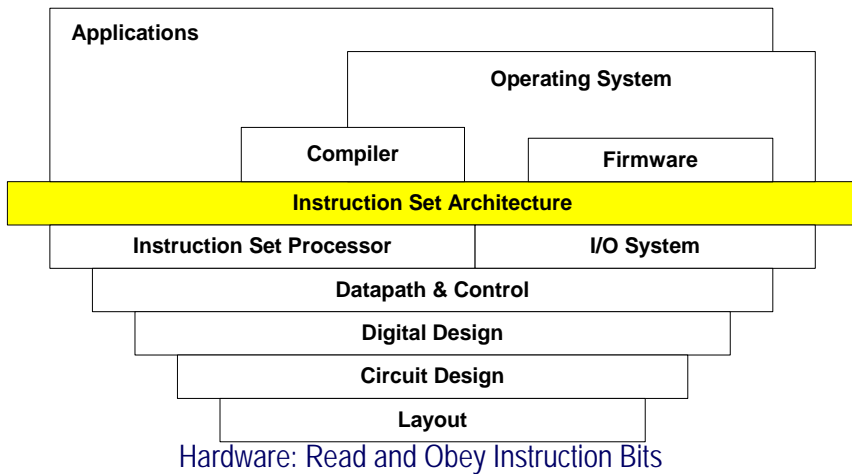 Applications
Operating System
Compiler
Firmware
Instruction Set Architecture
Instruction Set Processor
I/O System
Datapath & Control
Digital Design
Circuit Design
Layout
Hardware: Read and Obey Instruction Bits